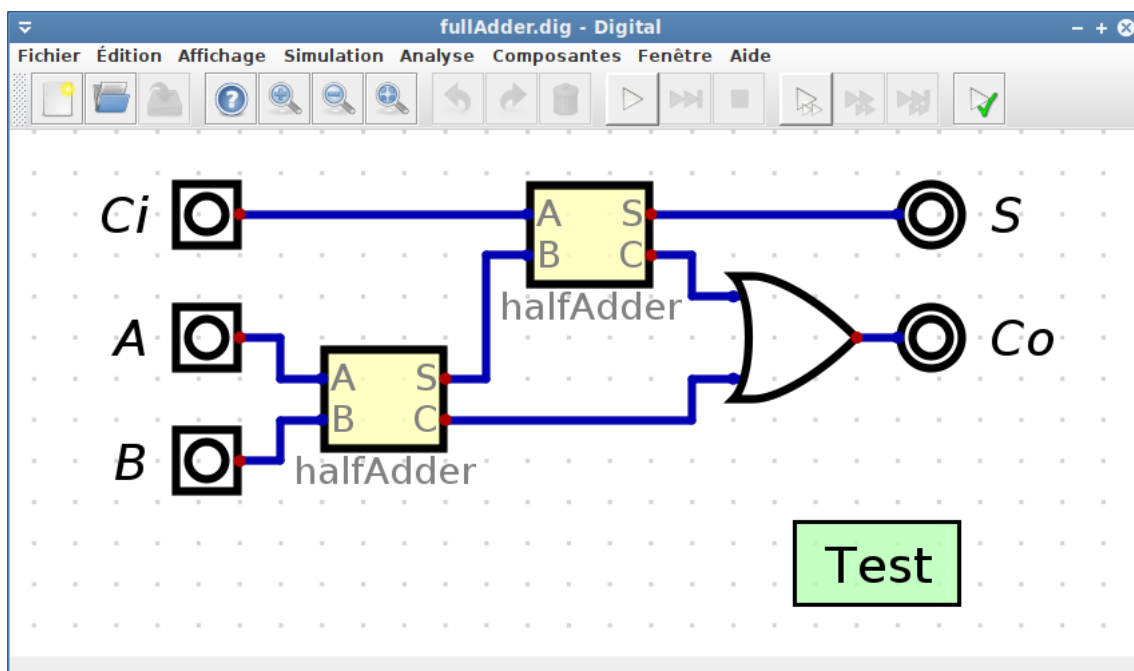 fullAdder.dig - Digital
Fichier Édition Affichage Simulation Analyse Composantes Fenêtre Aide
Ci A S S
B C
halfAdder
A Co
A S
B C
B halfAdder
Test